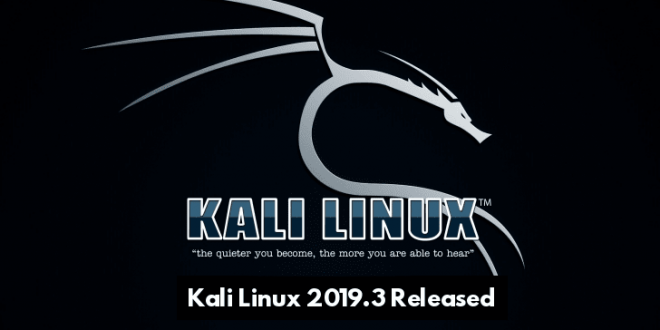 KALI LINUX™
“the quieter you become, the more you are able to hear”
Kali Linux 2019.3 Released